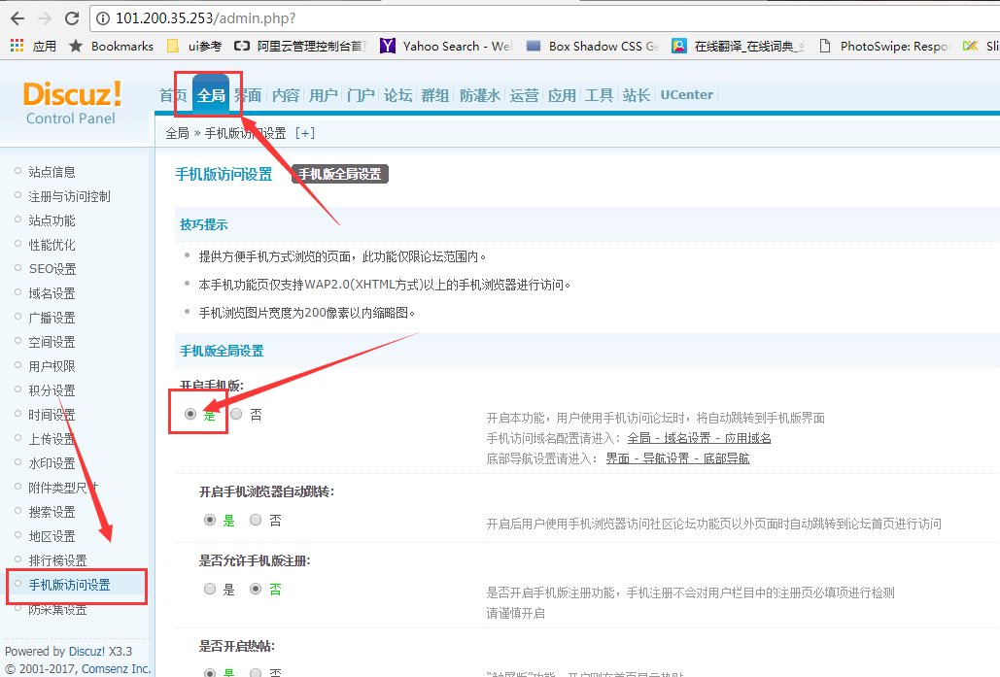 101.200.35.253/admin.php?
应用 Bookmarks ui参考 阿里云管理控制台首页 Yahoo Search - We Box Shadow CSS Ge 在线翻译_在线词典_ PhotoSwipe: Respo Sli
Discuz!
Control Panel
首页 全局 界面 内容 用户 门户 论坛 群组 防灌水 运营 应用 工具 站长 UCenter
全局 » 手机版访问设置 [+]
站点信息
注册与访问控制
站点功能
性能优化
SEO设置
域名设置
广播设置
空间设置
用户权限
积分设置
时间设置
上传设置
水印设置
附件类型尺寸
搜索设置
地区设置
排行榜设置
手机版访问设置
防采集设置
Powered by Discuz! X3.3
© 2001-2017, Comsenz Inc.
手机版访问设置 手机版全局设置
技巧提示
提供方便手机方式浏览的页面，此功能仅限论坛范围内。
本手机功能页仅支持WAP2.0(XHTML方式)以上的手机浏览器进行访问。
手机浏览图片宽度为200像素以内缩略图。
手机版全局设置
开启手机版:
是 否
开启本功能，用户使用手机访问论坛时，将自动跳转到手机版界面
手机访问域名配置请进入： 全局 - 域名设置 - 应用域名
底部导航设置请进入： 界面 - 导航设置 - 底部导航
开启手机浏览器自动跳转:
是 否
开启后用户使用手机浏览器访问社区论坛功能页以外页面时自动跳转到论坛首页进行访问
是否允许手机版注册:
是 否
是否开启手机版注册功能，手机注册不会对用户栏目中的注册页必填项进行检测
请谨慎开启
是否开启热帖:
是 否
“触屏版”功能，开启则在首页显示热帖